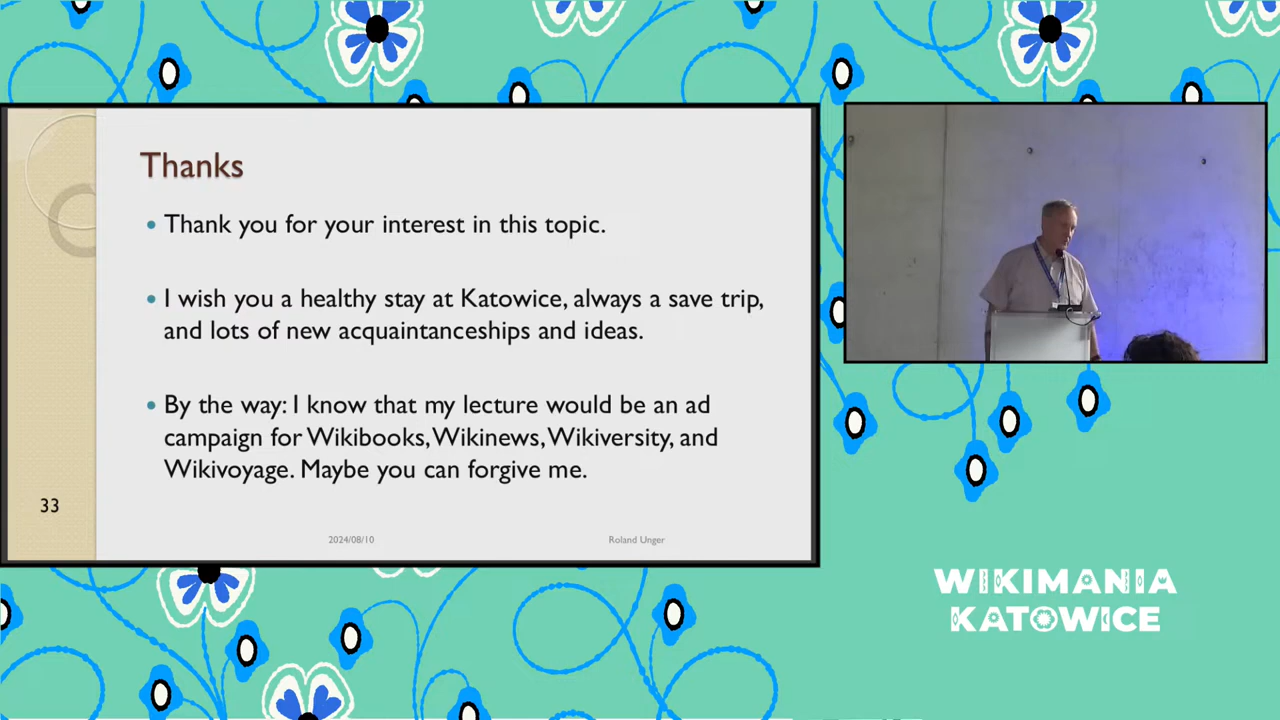 Thanks
• Thank you for your interest in this topic.
• I wish you a healthy stay at Katowice, always a save trip,
and lots of new acquaintanceships and ideas.
• By the way: I know that my lecture would be an ad
campaign for Wikibooks, Wikinews, Wikiversity, and
Wikivoyage. Maybe you can forgive me.
33
2024/08/10
Roland Unger
WIKIMANIA
KATOWICE